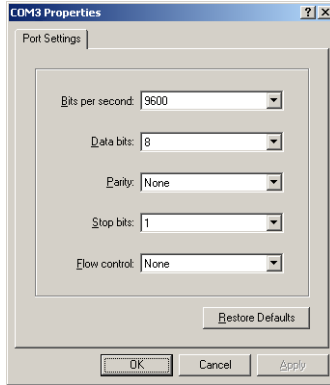 COM3 Properties
Port Settings
Bits per second: 9600
Data bits: 8
Parity: None
Stop bits: 1
Flow control: None
Restore Defaults
OK Cancel Apply